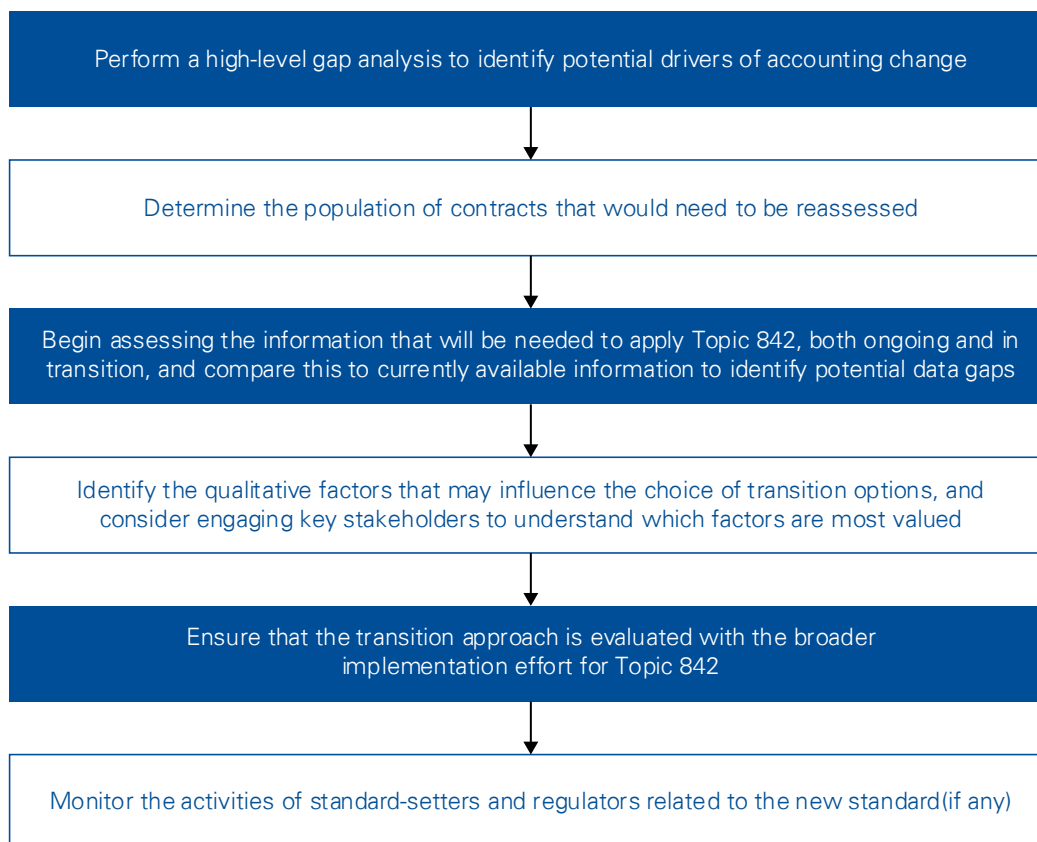 Perform a high-level gap analysis to identify potential drivers of accounting change
Determine the population of contracts that would need to be reassessed
Begin assessing the information that will be needed to apply Topic 842, both ongoing and in
transition, and compare this to currently available information to identify potential data gaps
Identify the qualitative factors that may influence the choice of transition options, and
consider engaging key stakeholders to understand which factors are most valued
Ensure that the transition approach is evaluated with the broader
implementation effort for Topic 842
Monitor the activities of standard-setters and regulators related to the new standard(if any)